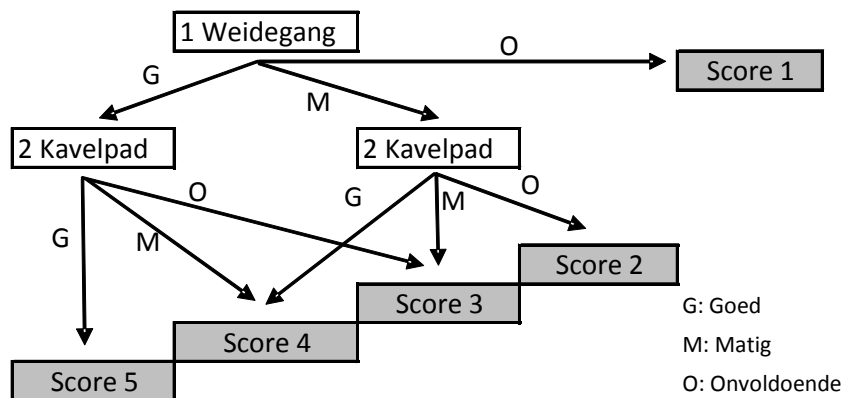 1 Weidegang
O
Score 1
G
M
2 Kavelpad
2 Kavelpad
O
G
O
M
G
M
Score 2
Score 3
G: Goed
Score 4
M: Matig
Score 5
O: Onvoldoende